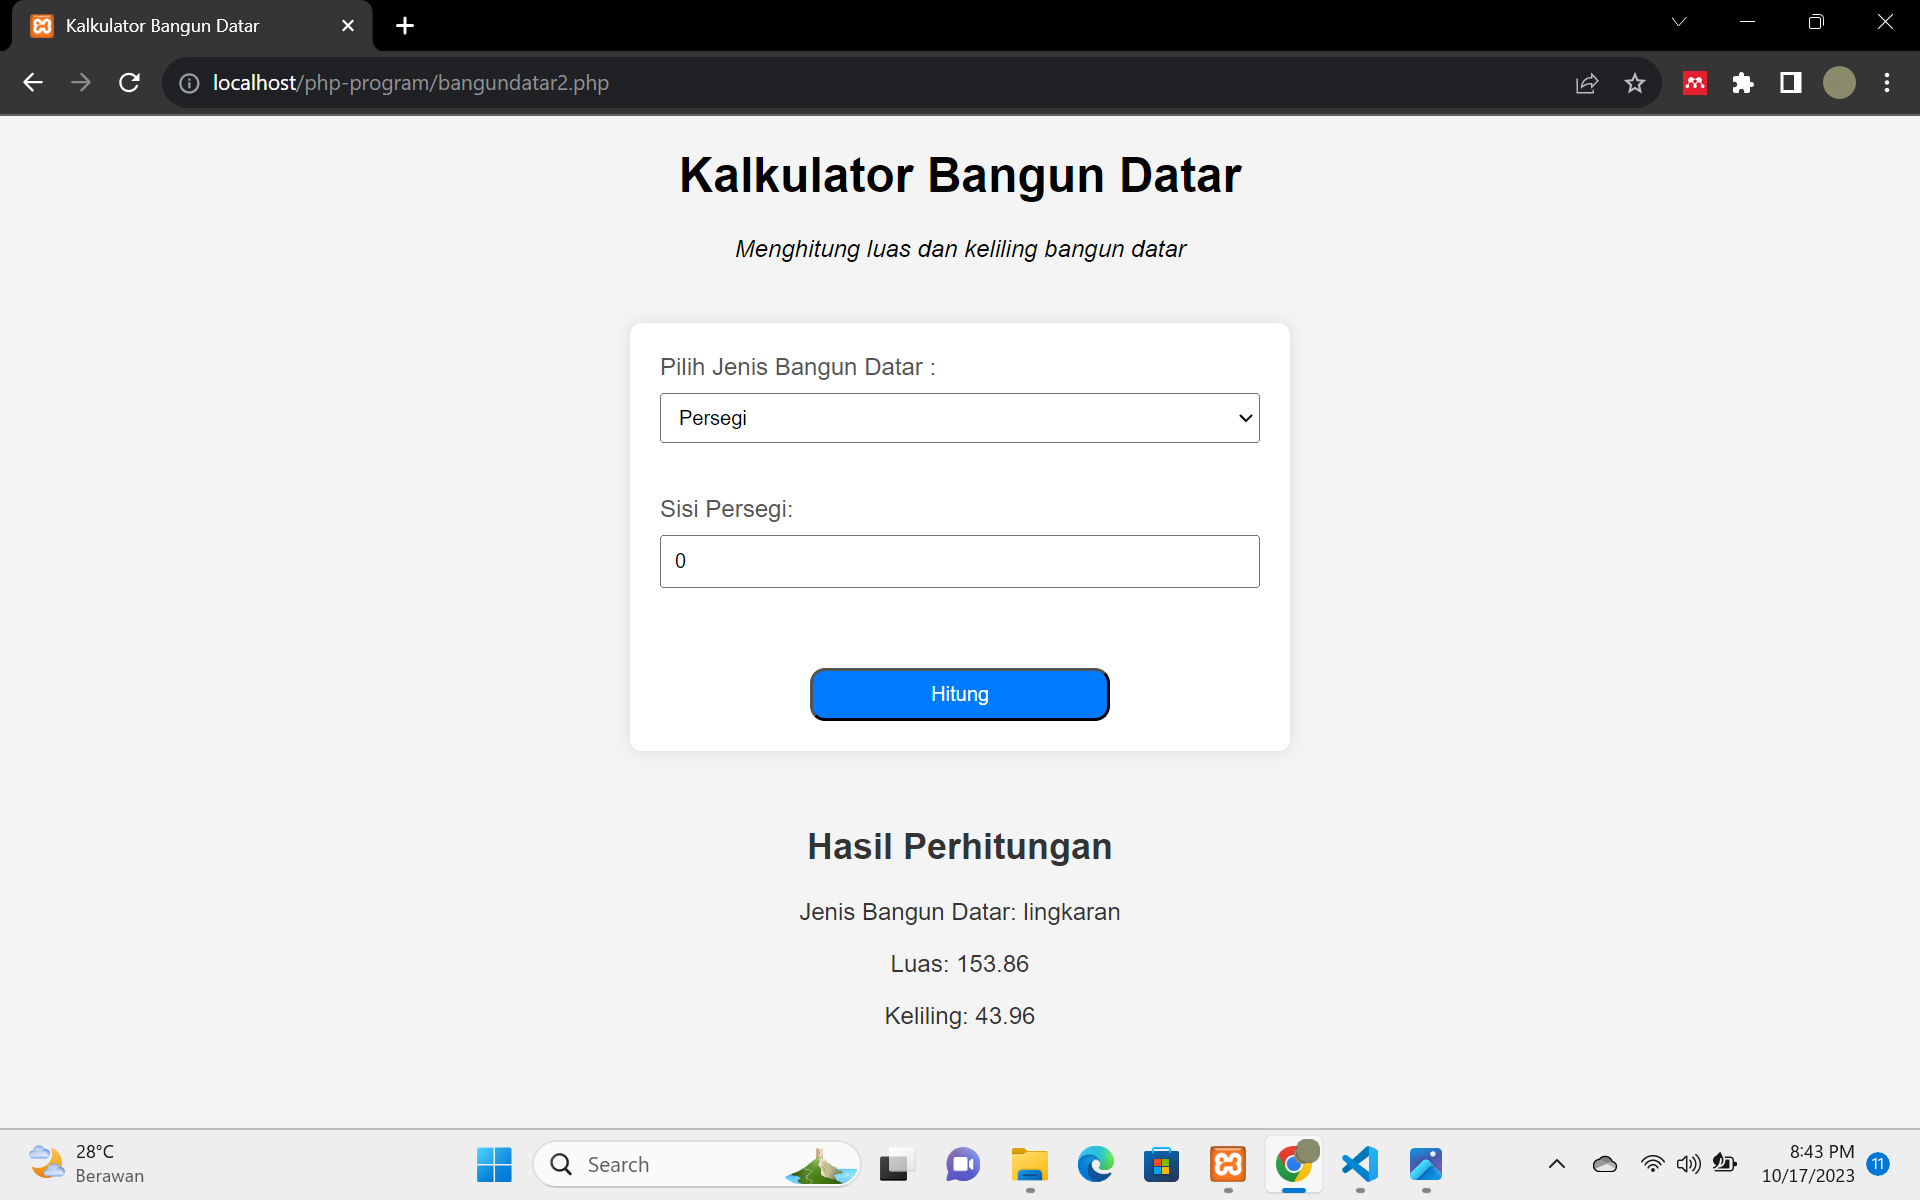 Kalkulator Bangun Datar
localhost/php-program/bangundatar2.php
Kalkulator Bangun Datar
Menghitung luas dan keliling bangun datar
Pilih Jenis Bangun Datar :
Persegi
Sisi Persegi:
0
Hitung
Hasil Perhitungan
Jenis Bangun Datar: lingkaran
Luas: 153.86
Keliling: 43.96
28°C
Berawan
Search
8:43 PM
10/17/2023
11